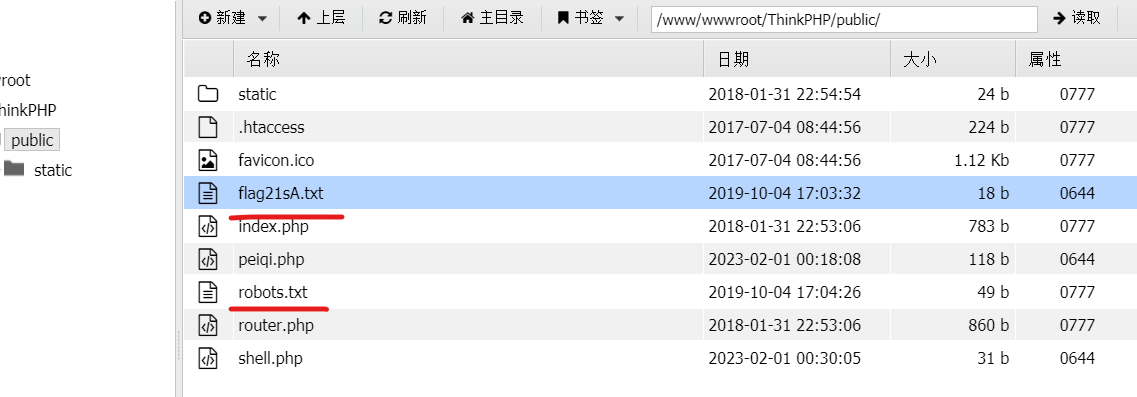 新建 上层 刷新 主目录 书签 /www/wwwroot/ThinkPHP/public/ 读取
名称 日期 大小 属性
root
hinkPHP
public
static
static 2018-01-31 22:54:54 24 b 0777
.htaccess 2017-07-04 08:44:56 224 b 0777
favicon.ico 2017-07-04 08:44:56 1.12 Kb 0777
flag21sA.txt 2019-10-04 17:03:32 18 b 0644
index.php 2018-01-31 22:53:06 783 b 0777
peiqi.php 2023-02-01 00:18:08 118 b 0644
robots.txt 2019-10-04 17:04:26 49 b 0777
router.php 2018-01-31 22:53:06 860 b 0777
shell.php 2023-02-01 00:30:05 31 b 0644